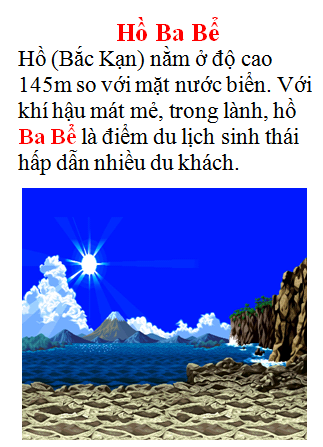 Hồ Ba Bể
Hồ (Bắc Kạn) nằm ở độ cao
145m so với mặt nước biển. Với
khí hậu mát mẻ, trong lành, hồ
Ba Bể là điểm du lịch sinh thái
hấp dẫn nhiều du khách.